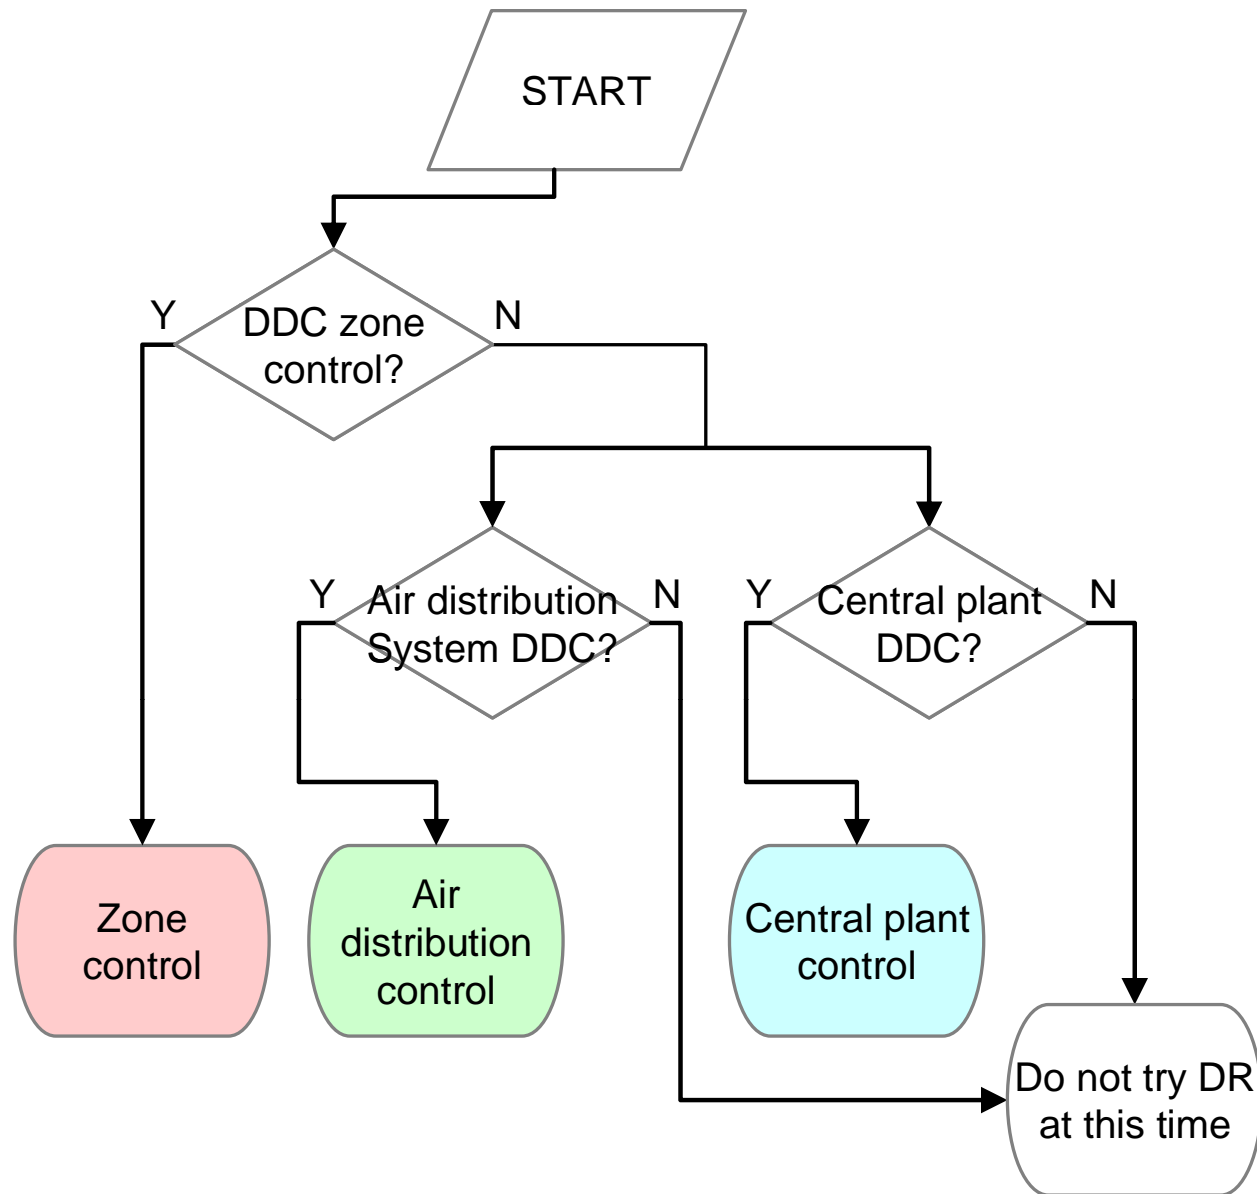 START
Y
N
DDC zone
control?
Y
Air distribution
System DDC?
N
Y
Central plant
DDC?
N
Zone
control
Air
distribution
control
Central plant
control
Do not try DR
at this time